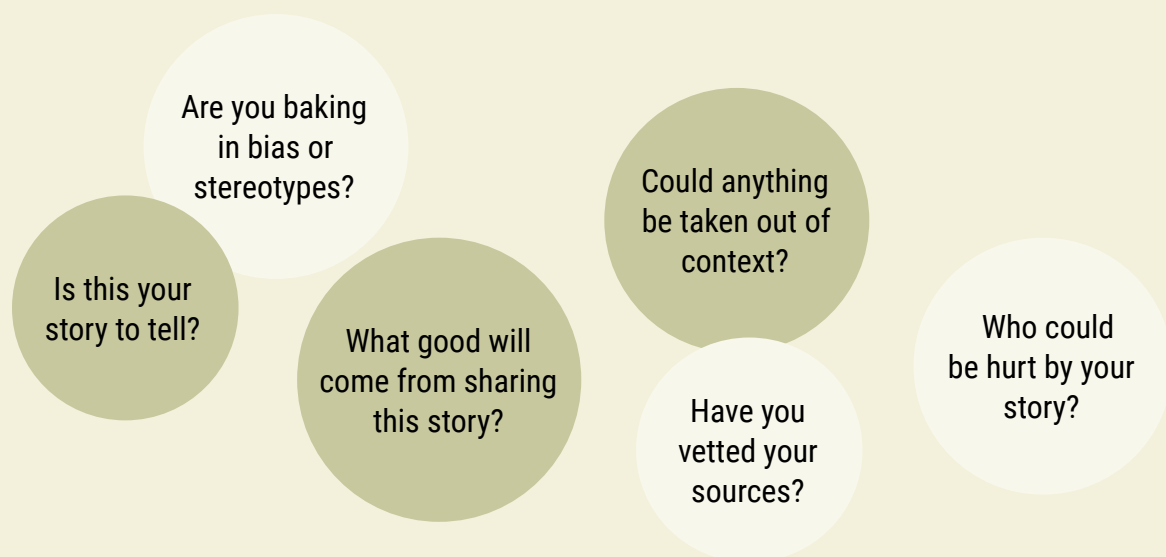 Are you baking
in bias or
stereotypes?
Is this your
story to tell?
What good will
come from sharing
this story?
Could anything
be taken out of
context?
Have you
vetted your
sources?
Who could
be hurt by your
story?